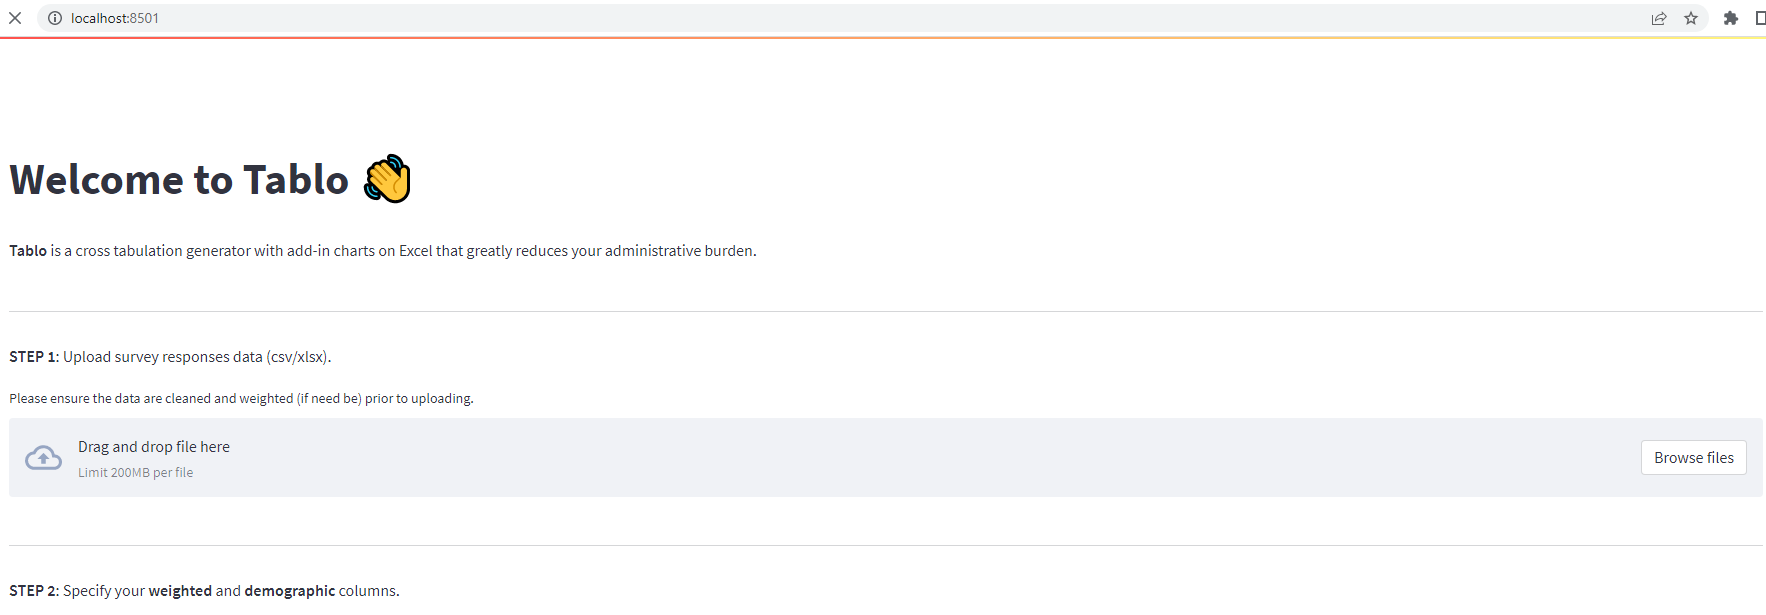 localhost:8501
Welcome to Tablo 👋
Tablo is a cross tabulation generator with add-in charts on Excel that greatly reduces your administrative burden.
STEP 1: Upload survey responses data (csv/xlsx).
Please ensure the data are cleaned and weighted (if need be) prior to uploading.
Drag and drop file here
Limit 200MB per file
Browse files
STEP 2: Specify your weighted and demographic columns.